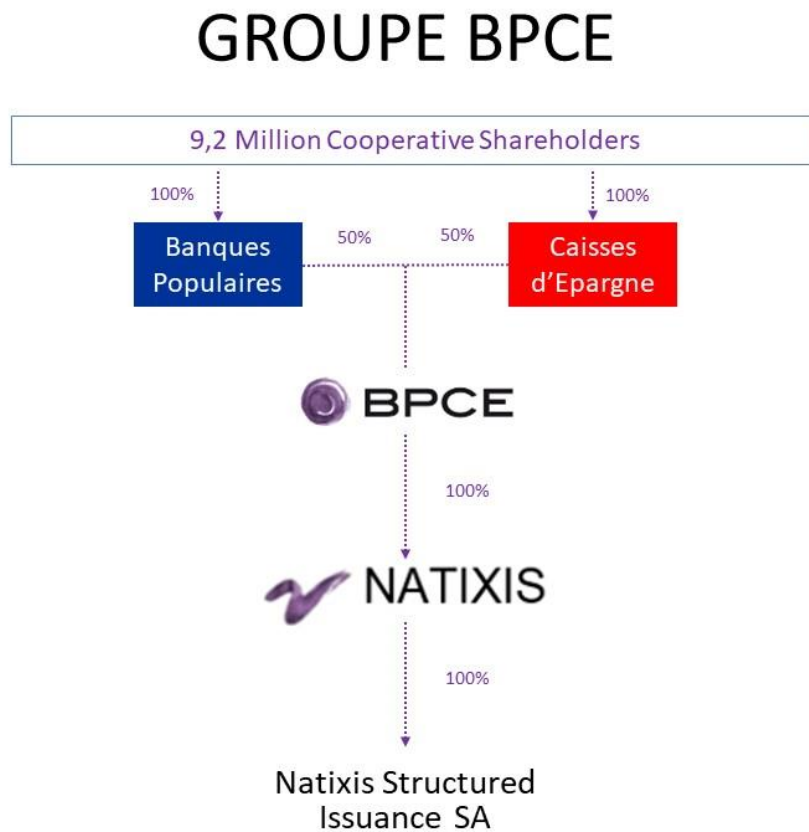 GROUPE BPCE
9,2 Million Cooperative Shareholders
100%
100%
Banques
Populaires
50%
50%
Caisses
d’Epargne
BPCE
100%
NATIXIS
100%
Natixis Structured
Issuance SA